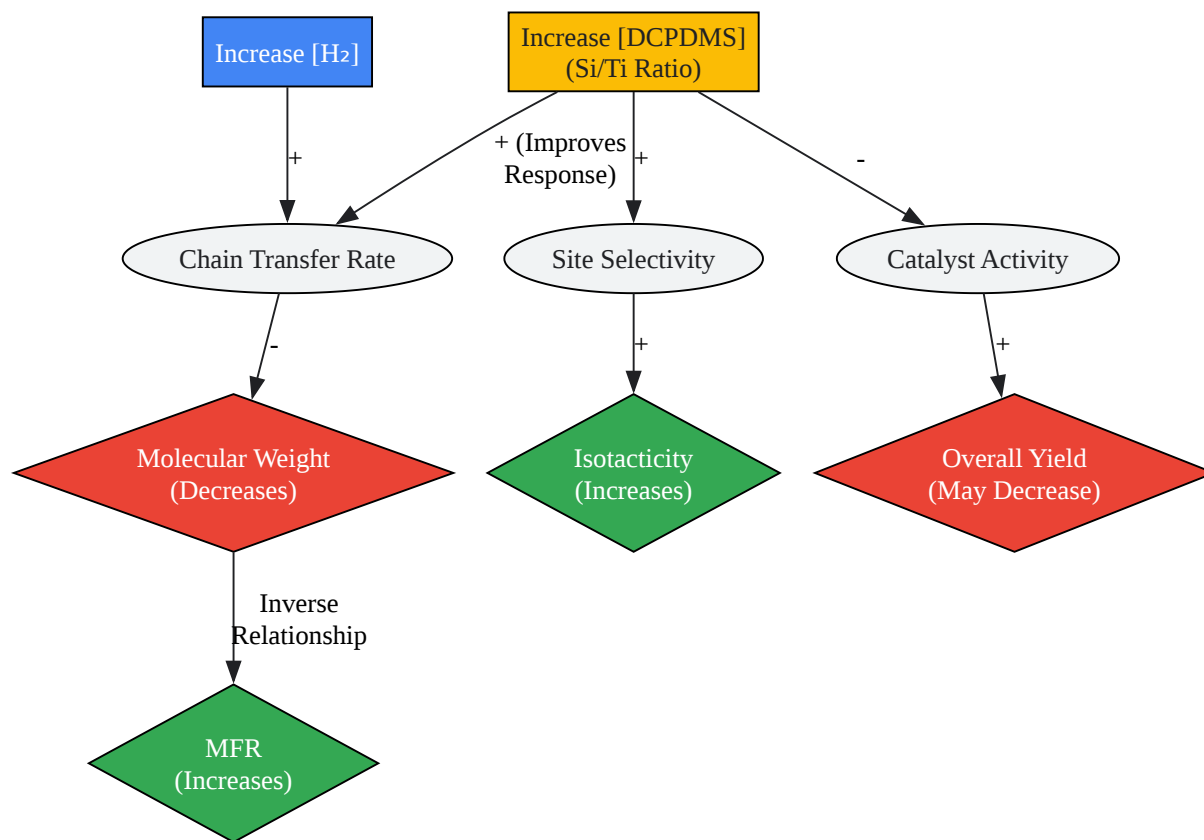 Increase [H₂]
Increase [DCPDMS]
(Si/Ti Ratio)
+
+ (Improves
Response)
+
-
Chain Transfer Rate
Site Selectivity
Catalyst Activity
-
+
+
Molecular Weight
(Decreases)
Isotacticity
(Increases)
Overall Yield
(May Decrease)
Inverse
Relationship
MFR
(Increases)